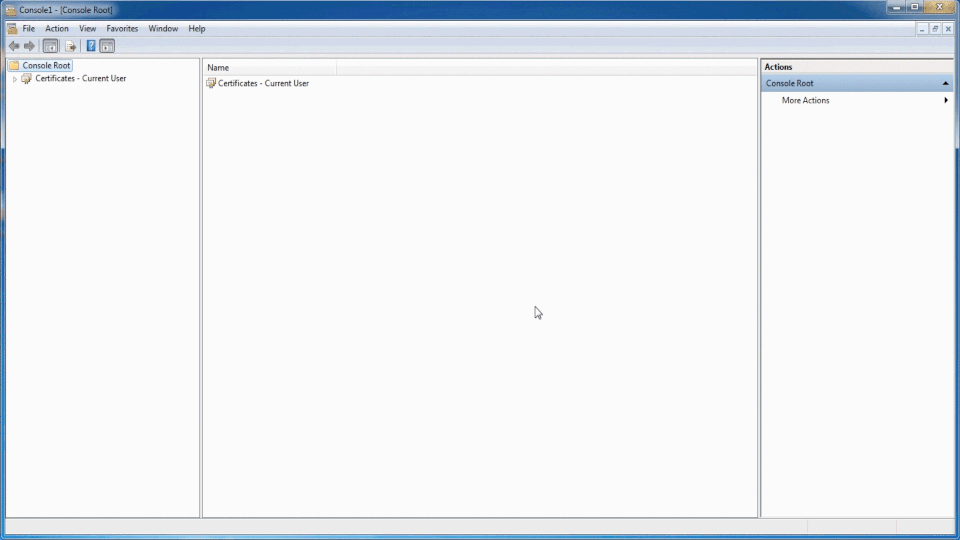 Console1 - [Console Root]
File Action View Favorites Window Help
Console Root
Certificates - Current User
Name
Certificates - Current User
Actions
Console Root
More Actions